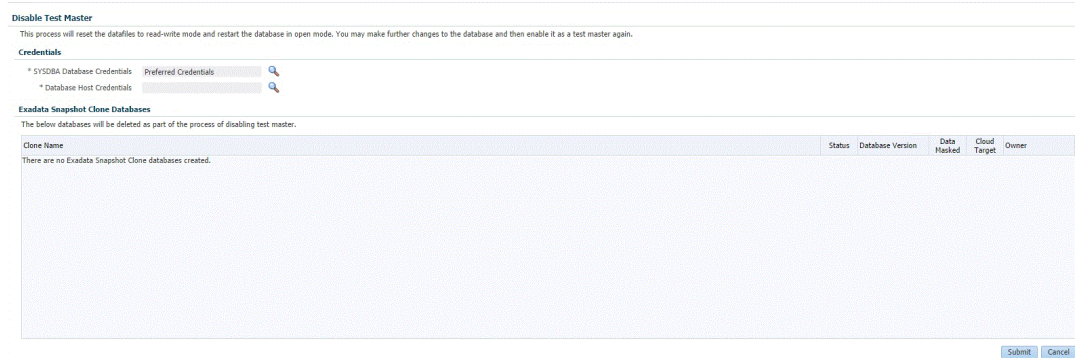 Disable Test Master
This process will reset the datafiles to read-write mode and restart the database in open mode. You may make further changes to the database and then enable it as a test master again.
Credentials
* SYSDBA Database Credentials Preferred Credentials
* Database Host Credentials
Exadata Snapshot Clone Databases
The below databases will be deleted as part of the process of disabling test master.
Clone Name Status Database Version Data Masked Cloud Target Owner
There are no Exadata Snapshot Clone databases created.
Submit Cancel